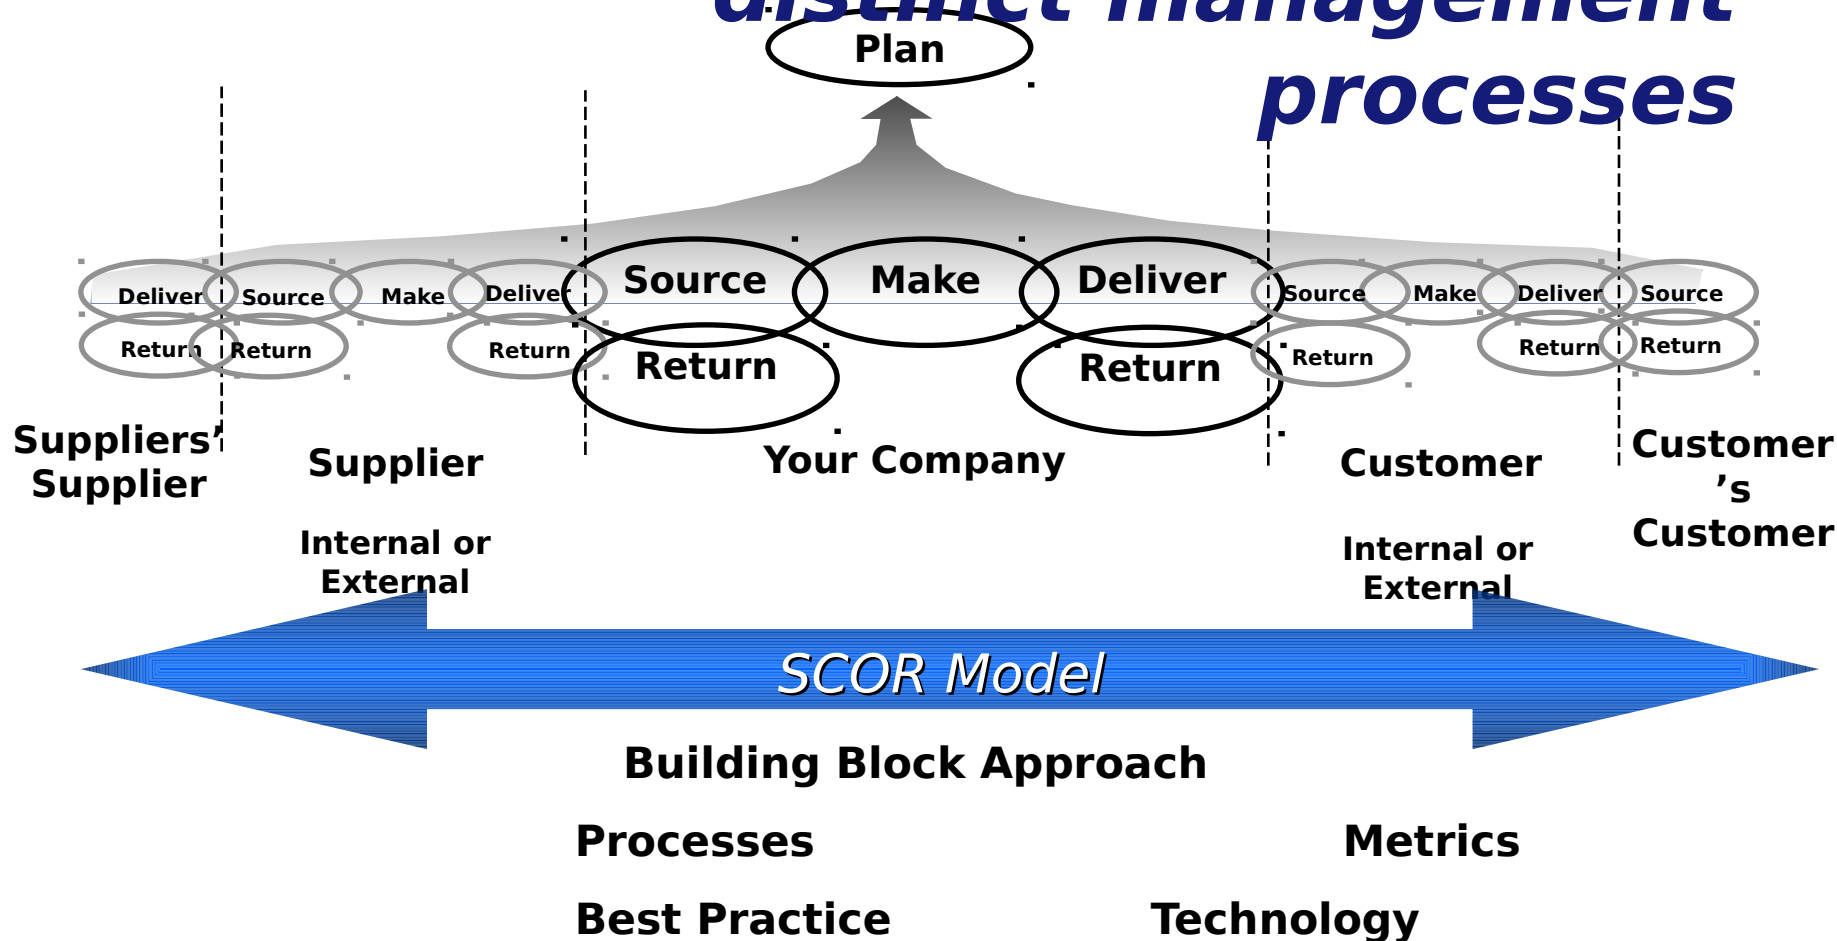 distinct management
processes
Plan
Deliver Source Make Deliver Source Make Deliver Source Make Deliver Source
Return Return Return Return Return Return Return Return
Suppliers’
Supplier
Supplier
Internal or
External
Your Company
Customer
Internal or
External
Customer
’s
Customer
SCOR Model
Building Block Approach
Processes Metrics
Best Practice Technology